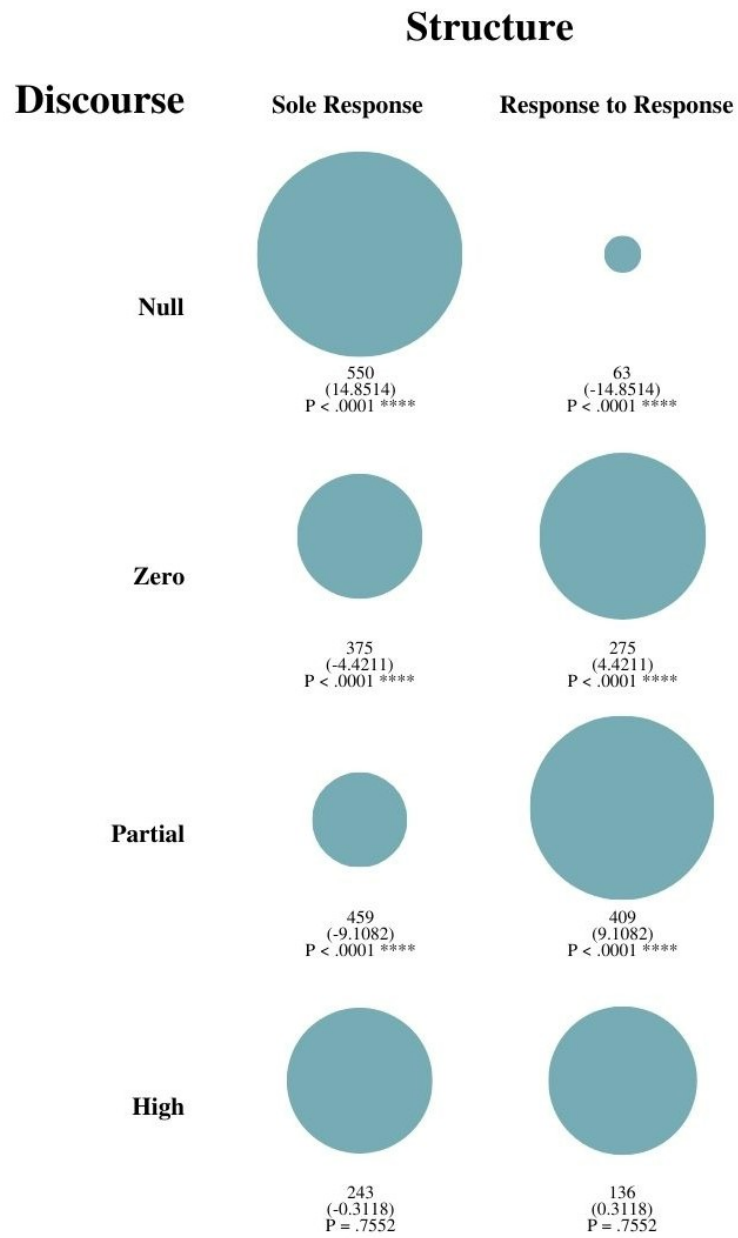 Structure
Discourse
Sole Response
Response to Response
Null
550
(14.8514)
P < .0001 ****
63
(-14.8514)
P < .0001 ****
Zero
375
(-4.4211)
P < .0001 ****
275
(4.4211)
P < .0001 ****
Partial
459
(-9.1082)
P < .0001 ****
409
(9.1082)
P < .0001 ****
High
243
(-0.3118)
P = .7552
136
(0.3118)
P = .7552